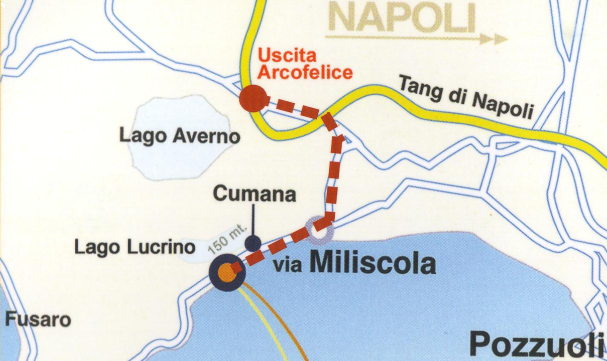 NAPOLI
Uscita
Arcofelice
Tang di Napoli
Lago Averno
Cumana
Lago Lucrino
150 mt.
via Miliscola
Fusaro
Pozzuoli